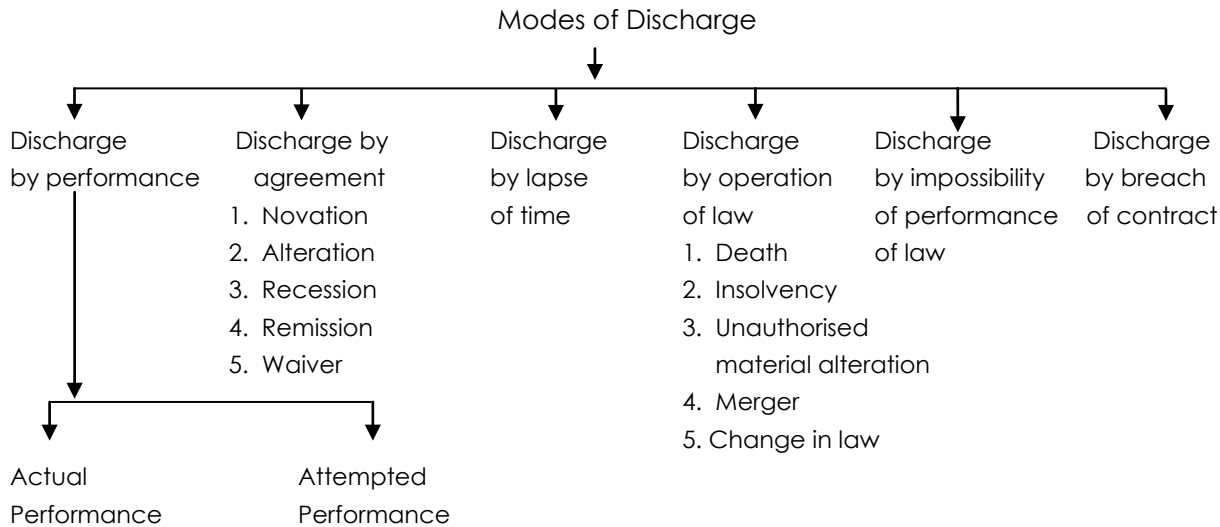 Modes of Discharge
Discharge
by performance
Discharge by
agreement
1. Novation
2. Alteration
3. Recession
4. Remission
5. Waiver
Discharge
by lapse
of time
Discharge
by operation
of law
1. Death
2. Insolvency
3. Unauthorised
material alteration
4. Merger
5. Change in law
Discharge
by impossibility
of performance
of law
Discharge
by breach
of contract
Actual
Performance
Attempted
Performance